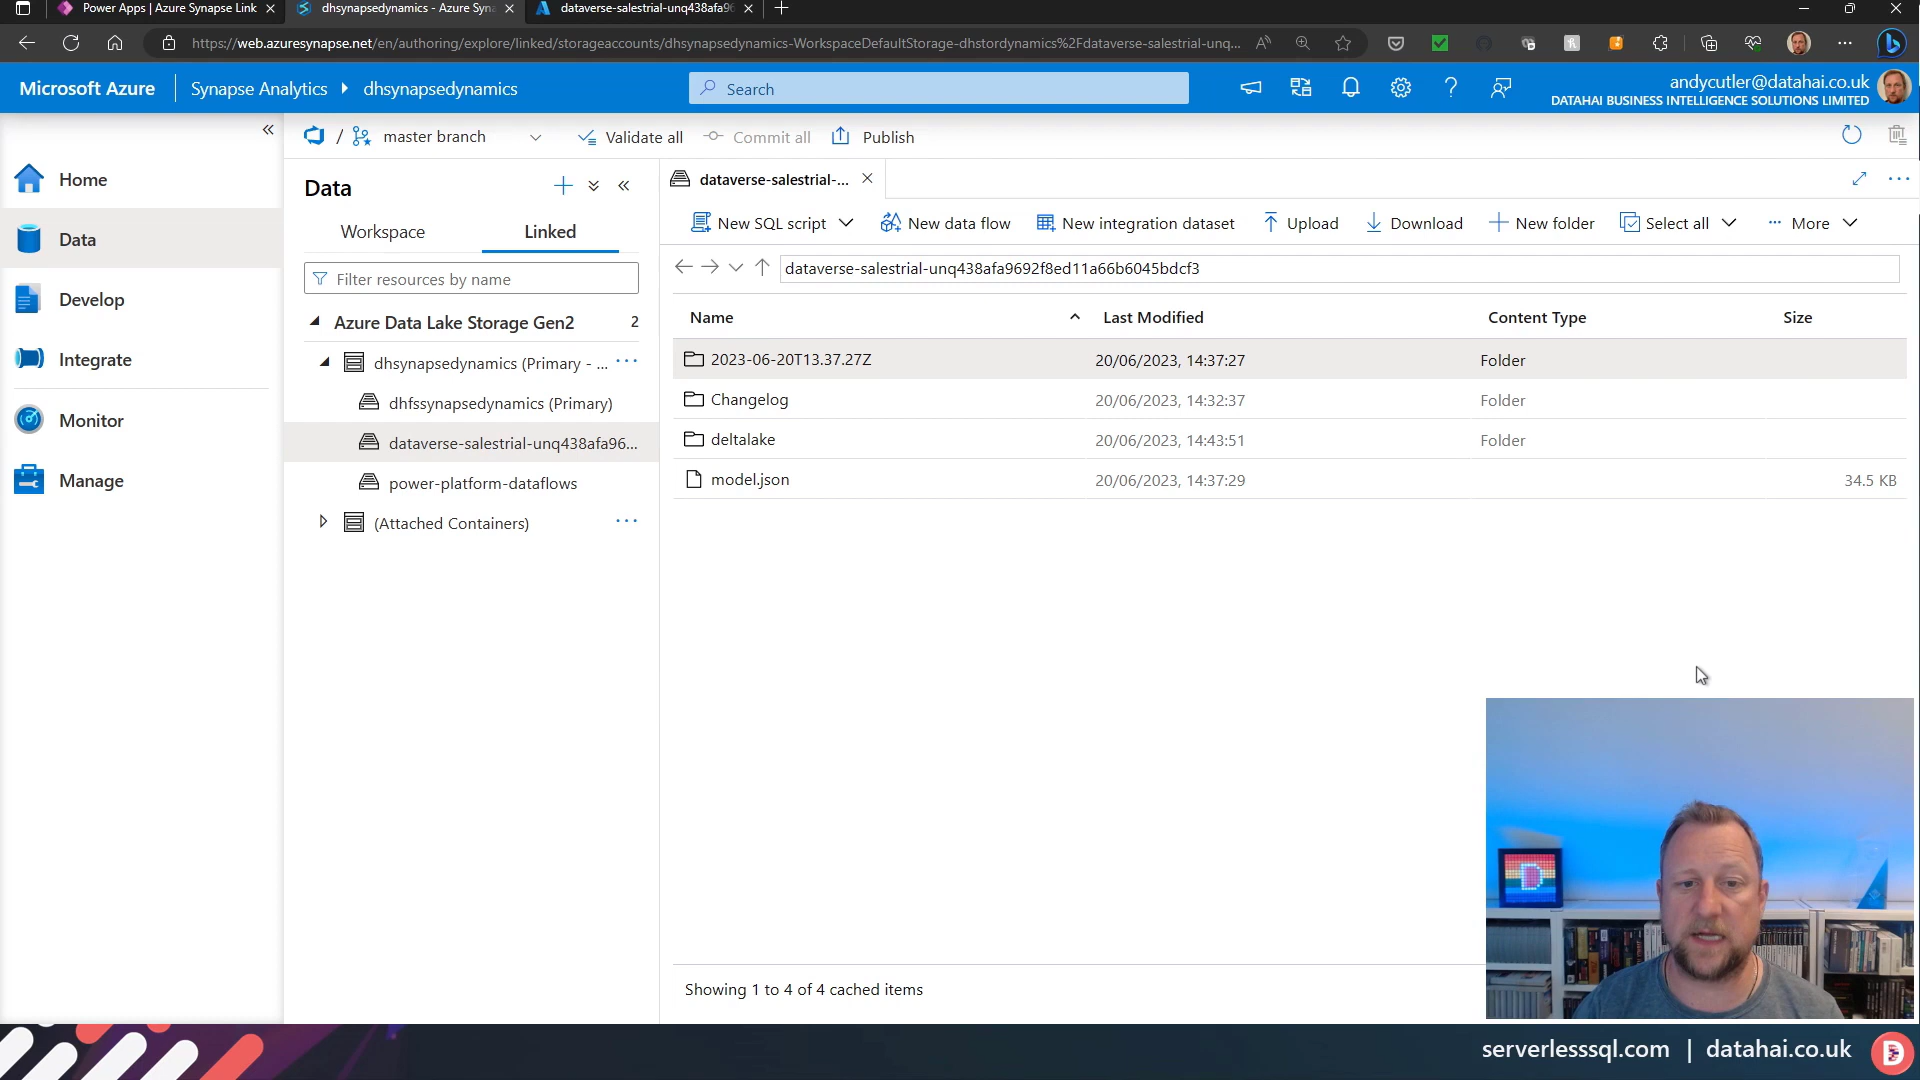 Power Apps | Azure Synapse Link
dhsynapsedynamics - Azure Syn
dataverse-salestrial-unq438afa96
https://web.azuresynapse.net/en/authoring/explore/linked/storageaccounts/dhsynapsedynamics-WorkspaceDefaultStorage-dhstordynamics%2Fdataverse-salestrial-unq...
Microsoft Azure
Synapse Analytics
dhsynapsedynamics
Search
andycutler@datahai.co.uk
DATAHAI BUSINESS INTELLIGENCE SOLUTIONS LIMITED
/ master branch
Validate all
Commit all
Publish
Home
Data
Develop
Integrate
Monitor
Manage
Data
Workspace
Linked
Filter resources by name
Azure Data Lake Storage Gen2 2
dhsynapsedynamics (Primary - ...
dhfssynapsedynamics (Primary)
dataverse-salestrial-unq438afa96...
power-platform-dataflows
(Attached Containers)
dataverse-salestrial-...
New SQL script
New data flow
New integration dataset
Upload
Download
New folder
Select all
More
dataverse-salestrial-unq438afa9692f8ed11a66b6045bdcf3
Name Last Modified Content Type Size
2023-06-20T13.37.27Z 20/06/2023, 14:37:27 Folder
Changelog 20/06/2023, 14:32:37 Folder
deltalake 20/06/2023, 14:43:51 Folder
model.json 20/06/2023, 14:37:29 34.5 KB
Showing 1 to 4 of 4 cached items
serverlesssql.com | datahai.co.uk
D